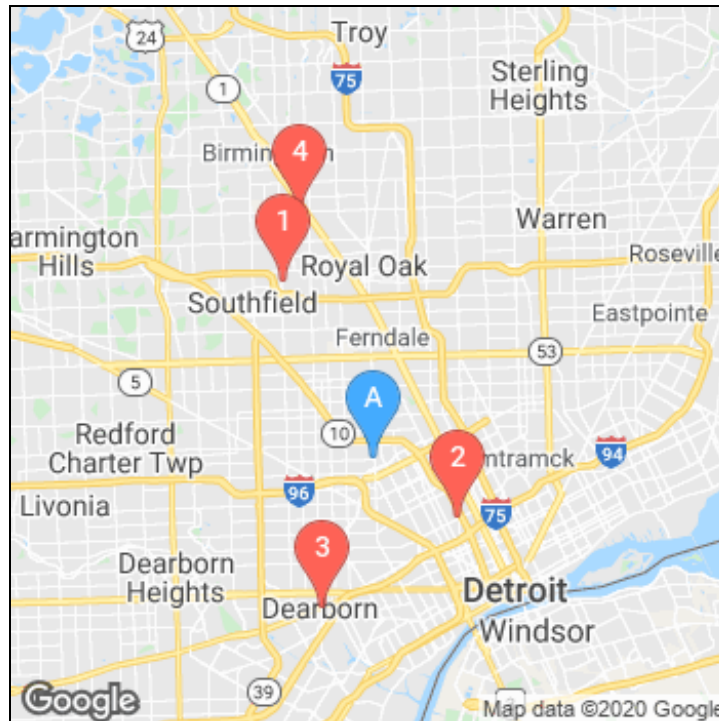 Troy
24
75
1
Sterling
Heights
Birmin
4
n
1
armington
Hills
Warren
Roseville
Royal Oak
Southfield
Eastpointe
Ferndale
53
5
A
10
Redford
Charter Twp
2
mtramck
94
96
Livonia
75
3
Dearborn
Heights
Dearborn
Detroit
Windsor
39
Google
3
Map data ©2020 Google